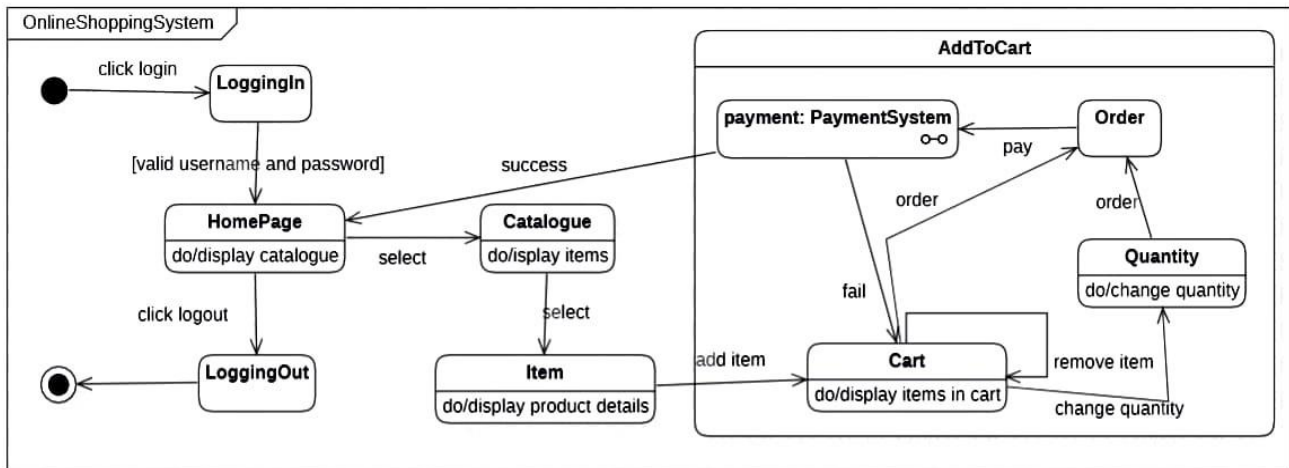 OnlineShoppingSystem
AddToCart
click login
LoggingIn
payment: PaymentSystem
Order
pay
[valid username and password]
success
order
order
HomePage
do/display catalogue
select
Catalogue
do/isplay items
Quantity
do/change quantity
click logout
select
fail
LoggingOut
Item
do/display product details
add item
Cart
do/display items in cart
remove item
change quantity